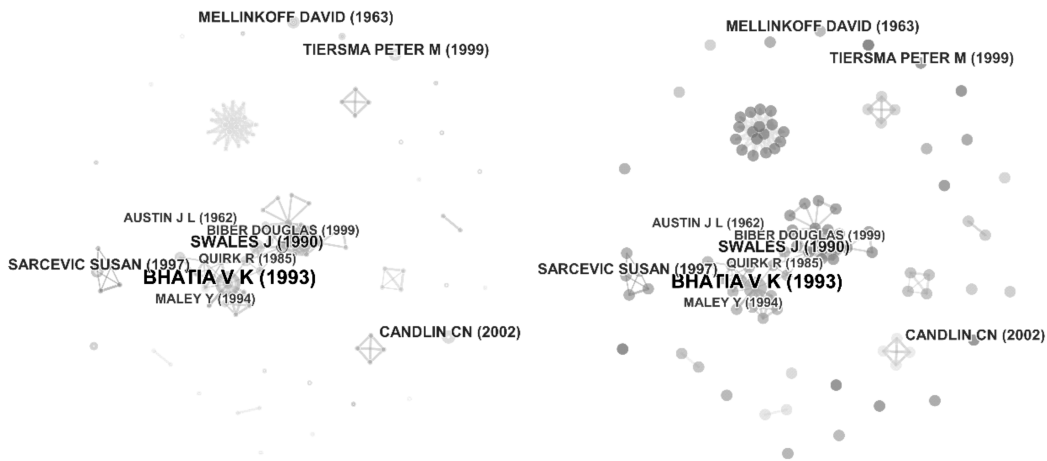 MELLINKOFF DAVID (1963)
TIERSMA PETER M (1999)
AUSTIN J L (1962)
BIBER DOUGLAS (1999)
SWALES J (1990)
QUIRK R (1985)
SARCEVIC SUSAN (1997)
BHATIA V K (1993)
MALEY Y (1994)
CANDLIN CN (2002)
MELLINKOFF DAVID (1963)
TIERSMA PETER M (1999)
AUSTIN J L (1962)
BIBER DOUGLAS (1999)
SWALES J (1990)
QUIRK R (1985)
SARCEVIC SUSAN (1997)
BHATIA V K (1993)
MALEY Y (1994)
CANDLIN CN (2002)